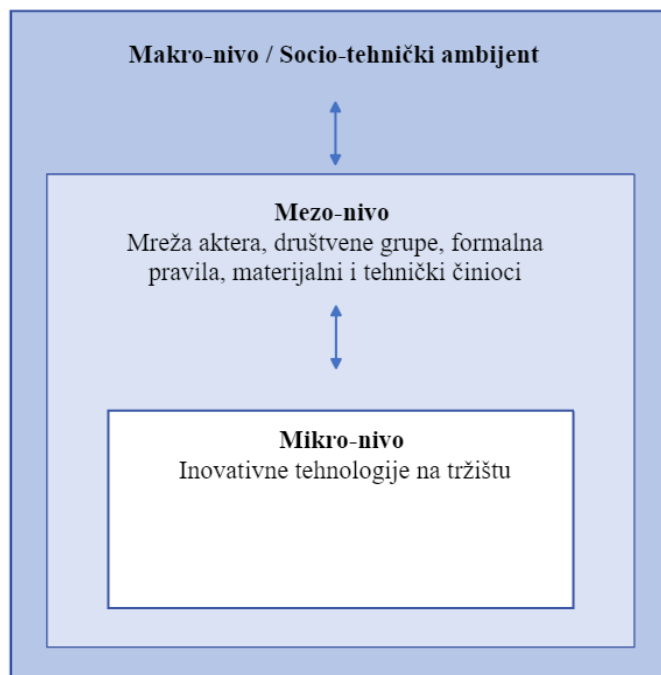 Makro-nivo / Socio-tehnički ambijent
Mezo-nivo
Mreža aktera, društvene grupe, formalna
pravila, materijalni i tehnički činioci
Mikro-nivo
Inovativne tehnologije na tržištu